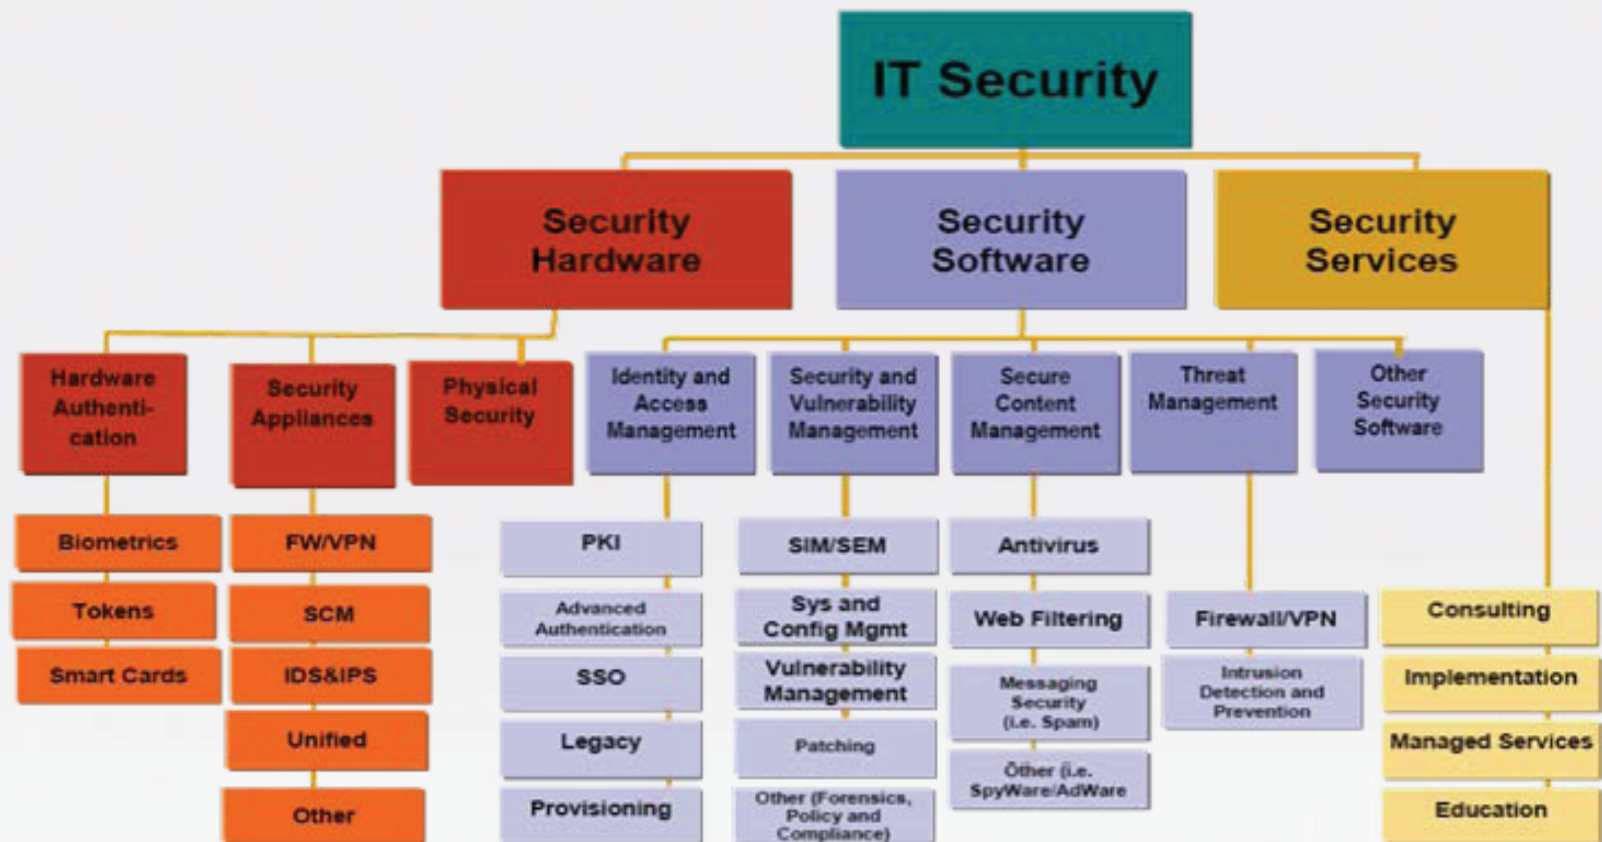 IT Security
Security
Hardware
Security
Software
Security
Services
Hardware
Authenti-
cation
Security
Appliances
Physical
Security
Identity and
Access
Management
Security and
Vulnerability
Management
Secure
Content
Management
Threat
Management
Other
Security
Software
Biometrics
Tokens
Smart Cards
FW/VPN
SCM
IDS&IPS
Unified
Other
PKI
Advanced
Authentication
SSO
Legacy
Provisioning
SIM/SEM
Sys and
Config Mgmt
Vulnerability
Management
Patching
Other (Forensics,
Policy and
Compliance)
Antivirus
Web Filtering
Messaging
Security
(i.e. Spam)
Other (i.e.
SpyWare/AdWare
Firewall/VPN
Intrusion
Detection and
Prevention
Consulting
Implementation
Managed Services
Education